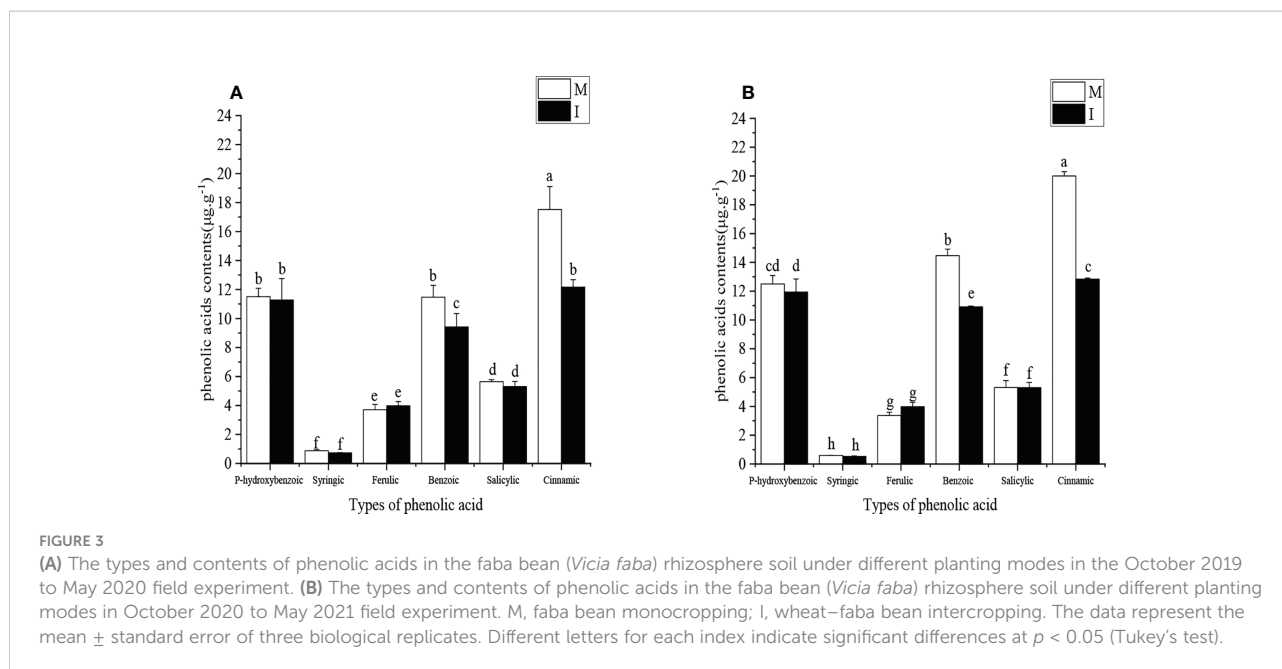 A
M
I
phenolic acids contents(μg.g⁻¹)
24
22
20
18
16
14
12
10
8
6
4
2
0
b
b
f
f
e
e
b
c
d
d
a
b
P-hydroxybenzoic
Syringic
Ferulic
Benzoic
Salicylic
Cinnamic
Types of phenolic acid
B
M
I
phenolic acids contents(μg.g⁻¹)
24
22
20
18
16
14
12
10
8
6
4
2
0
cd
d
h
h
g
g
b
e
f
f
a
c
P-hydroxybenzoic
Syringic
Ferulic
Benzoic
Salicylic
Cinnamic
Types of phenolic acid
FIGURE 3
(A) The types and contents of phenolic acids in the faba bean (Vicia faba) rhizosphere soil under different planting modes in the October 2019
to May 2020 field experiment. (B) The types and contents of phenolic acids in the faba bean (Vicia faba) rhizosphere soil under different planting
modes in October 2020 to May 2021 field experiment. M, faba bean monocropping; I, wheat–faba bean intercropping. The data represent the
mean ± standard error of three biological replicates. Different letters for each index indicate significant differences at p < 0.05 (Tukey's test).